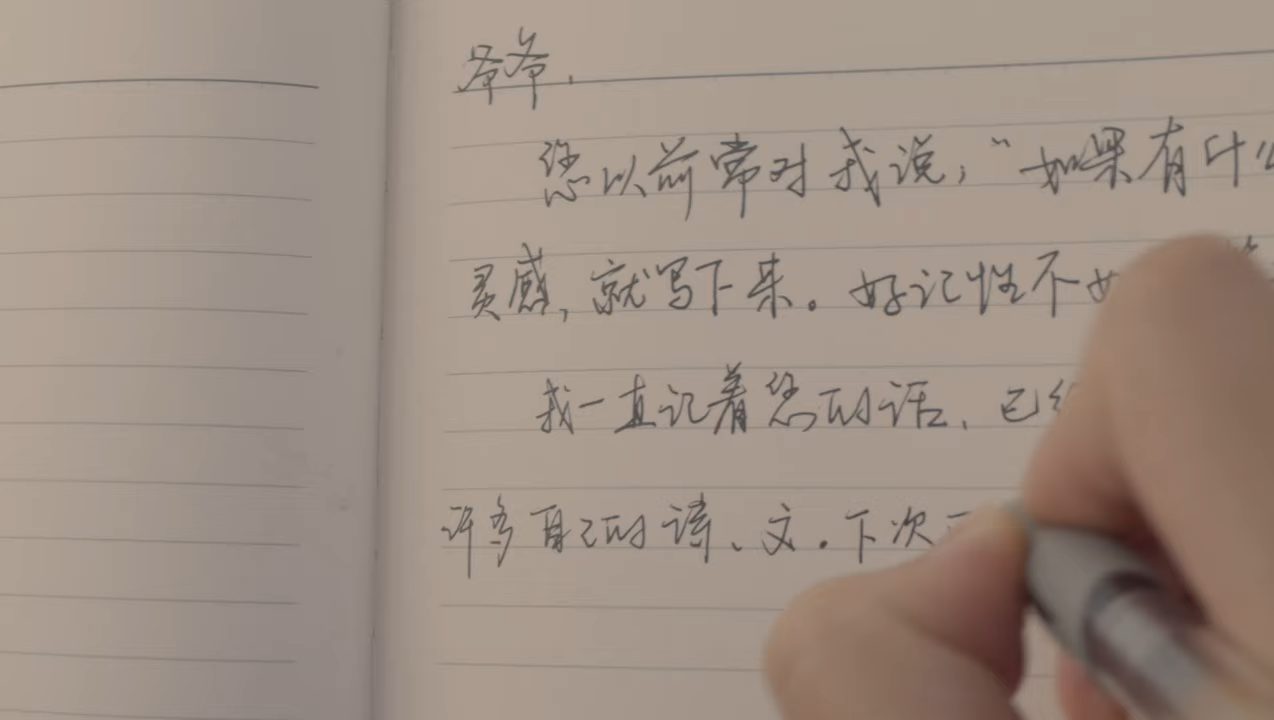 爷爷，
您以前常对我说，“如果有什么
灵感，就写下来。好记性不如
我一直记着您的话、已
许多自己的诗、文。下次